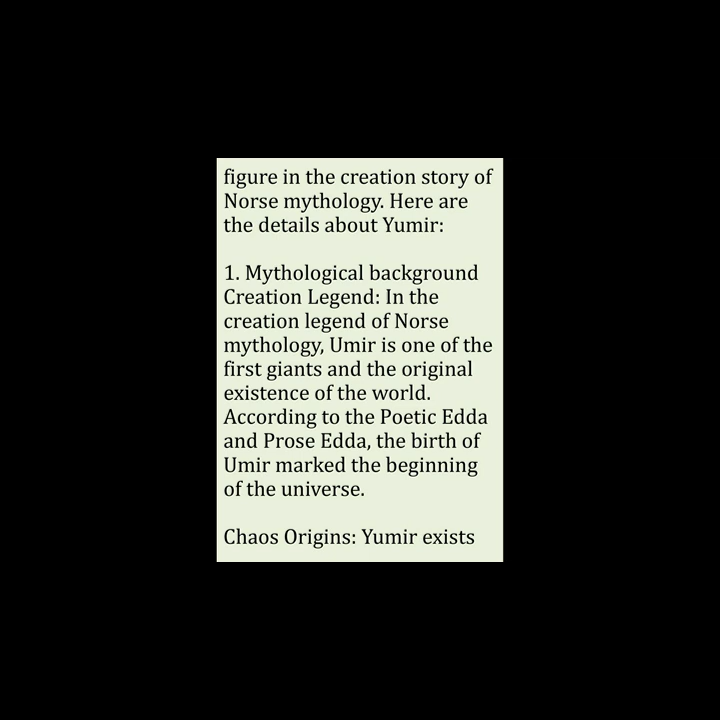 figure in the creation story of
Norse mythology. Here are
the details about Yumir:
1. Mythological background
Creation Legend: In the
creation legend of Norse
mythology, Umir is one of the
first giants and the original
existence of the world.
According to the Poetic Edda
and Prose Edda, the birth of
Umir marked the beginning
of the universe.
Chaos Origins: Yumir exists